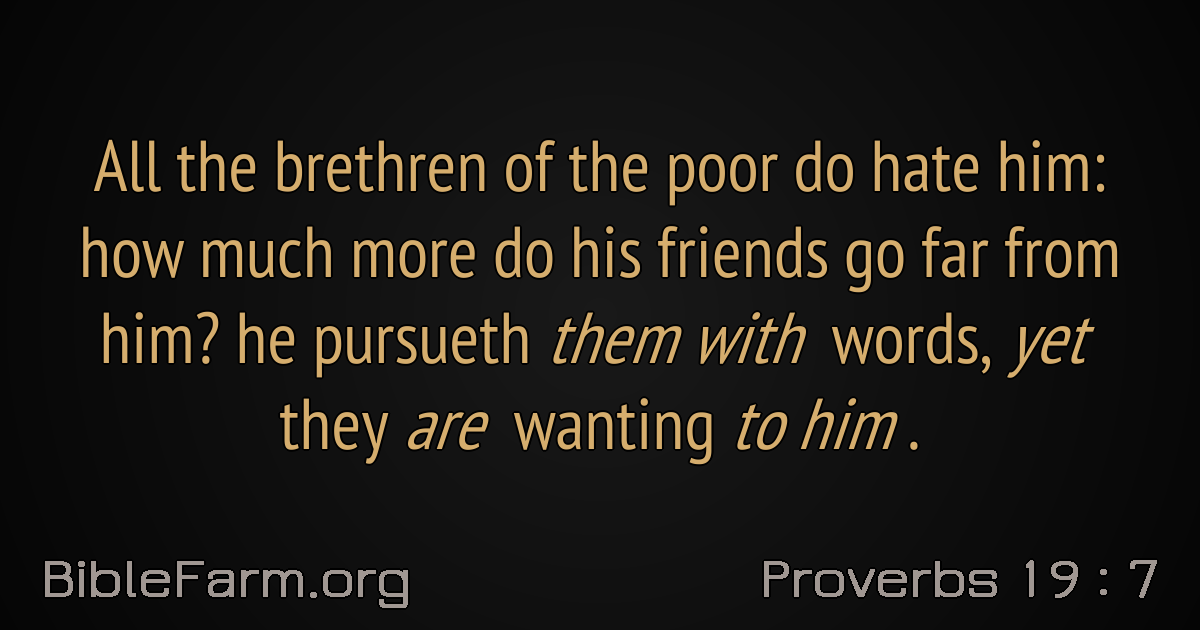 All the brethren of the poor do hate him:
how much more do his friends go far from
him? he pursueth them with words, yet
they are wanting to him .
BibleFarm.org
Proverbs 19 : 7